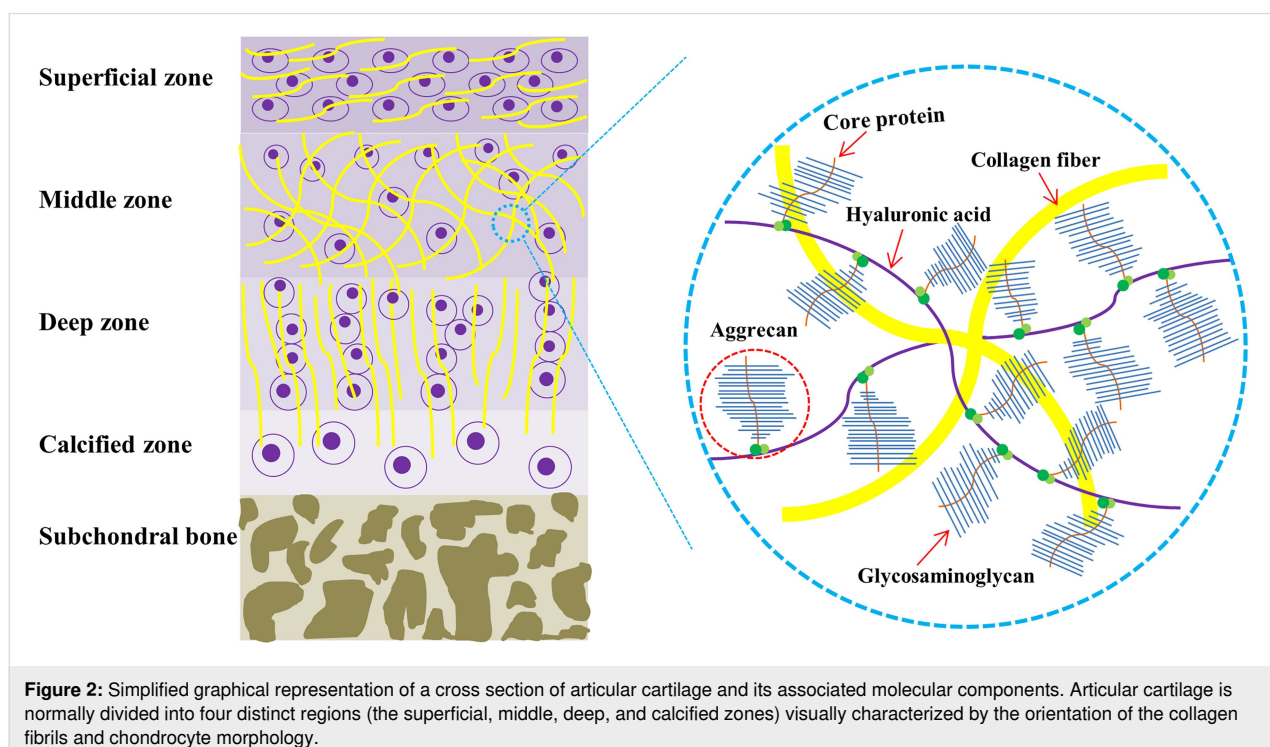 Superficial zone
Middle zone
Deep zone
Calcified zone
Subchondral bone
Core protein
Collagen fiber
Hyaluronic acid
Aggrecan
Glycosaminoglycan
Figure 2: Simplified graphical representation of a cross section of articular cartilage and its associated molecular components. Articular cartilage is
normally divided into four distinct regions (the superficial, middle, deep, and calcified zones) visually characterized by the orientation of the collagen
fibrils and chondrocyte morphology.